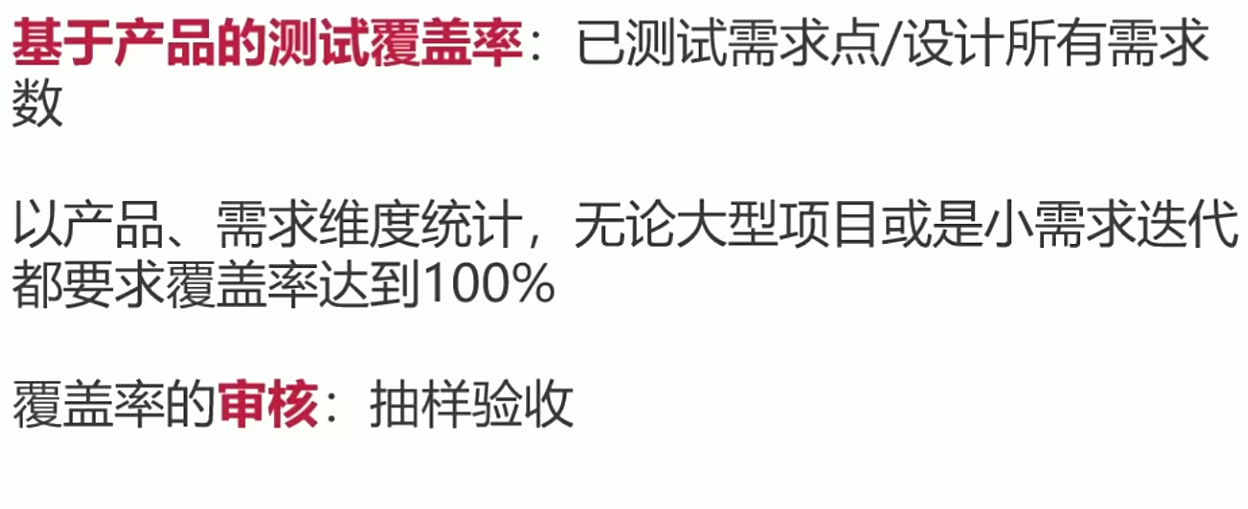 基于产品的测试覆盖率：已测试需求点/设计所有需求
数
以产品、需求维度统计，无论大型项目或是小需求迭代
都要求覆盖率达到100%
覆盖率的审核：抽样验收